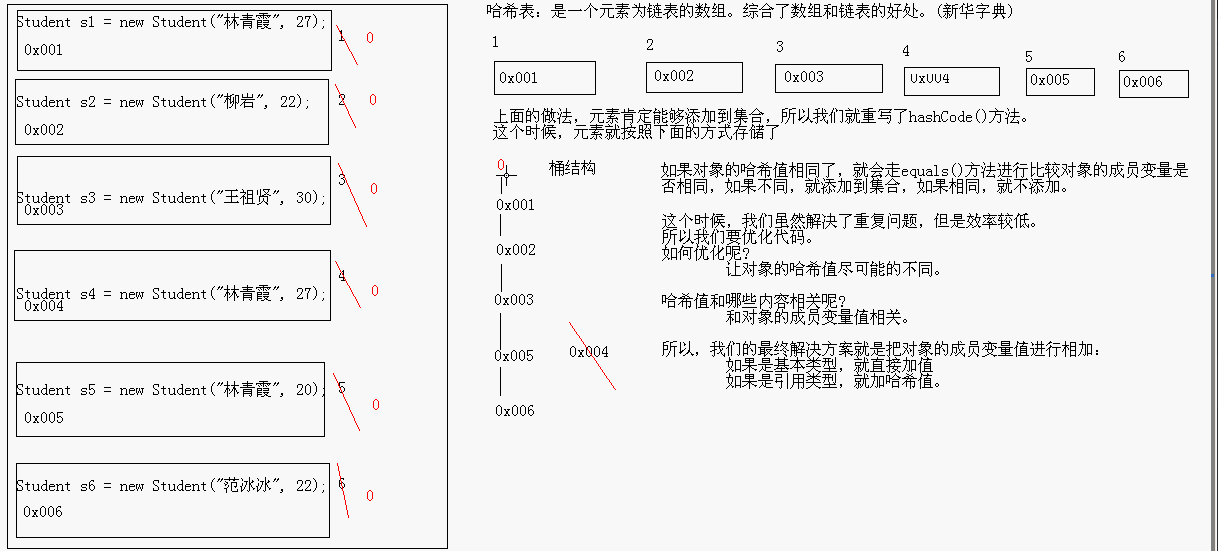 Student s1 = new Student("林青霞", 27);
0x001
1
0
Student s2 = new Student("柳岩", 22);
0x002
2
0
Student s3 = new Student("王祖贤", 30);
0x003
3
0
Student s4 = new Student("林青霞", 27);
0x004
4
0
Student s5 = new Student("林青霞", 20);
0x005
5
0
Student s6 = new Student("范冰冰", 22);
0x006
6
0
哈希表：是一个元素为链表的数组。综合了数组和链表的好处。(新华字典)
1
2
3
4
5
6
0x001
0x002
0x003
0x004
0x005
0x006
上面的做法，元素肯定能够添加到集合，所以我们就重写了hashCode()方法。
这个时候，元素就按照下面的方式存储了
0
桶结构
0x001
0x002
0x003
0x005
0x004
0x006
如果对象的哈希值相同了，就会走equals()方法进行比较对象的成员变量是
否相同，如果不同，就添加到集合，如果相同，就不添加。
这个时候，我们虽然解决了重复问题，但是效率较低。
所以我们要优化代码。
如何优化呢?
让对象的哈希值尽可能的不同。
哈希值和哪些内容相关呢?
和对象的成员变量值相关。
所以，我们的最终解决方案就是把对象的成员变量值进行相加：
如果是基本类型，就直接加值
如果是引用类型，就加哈希值。